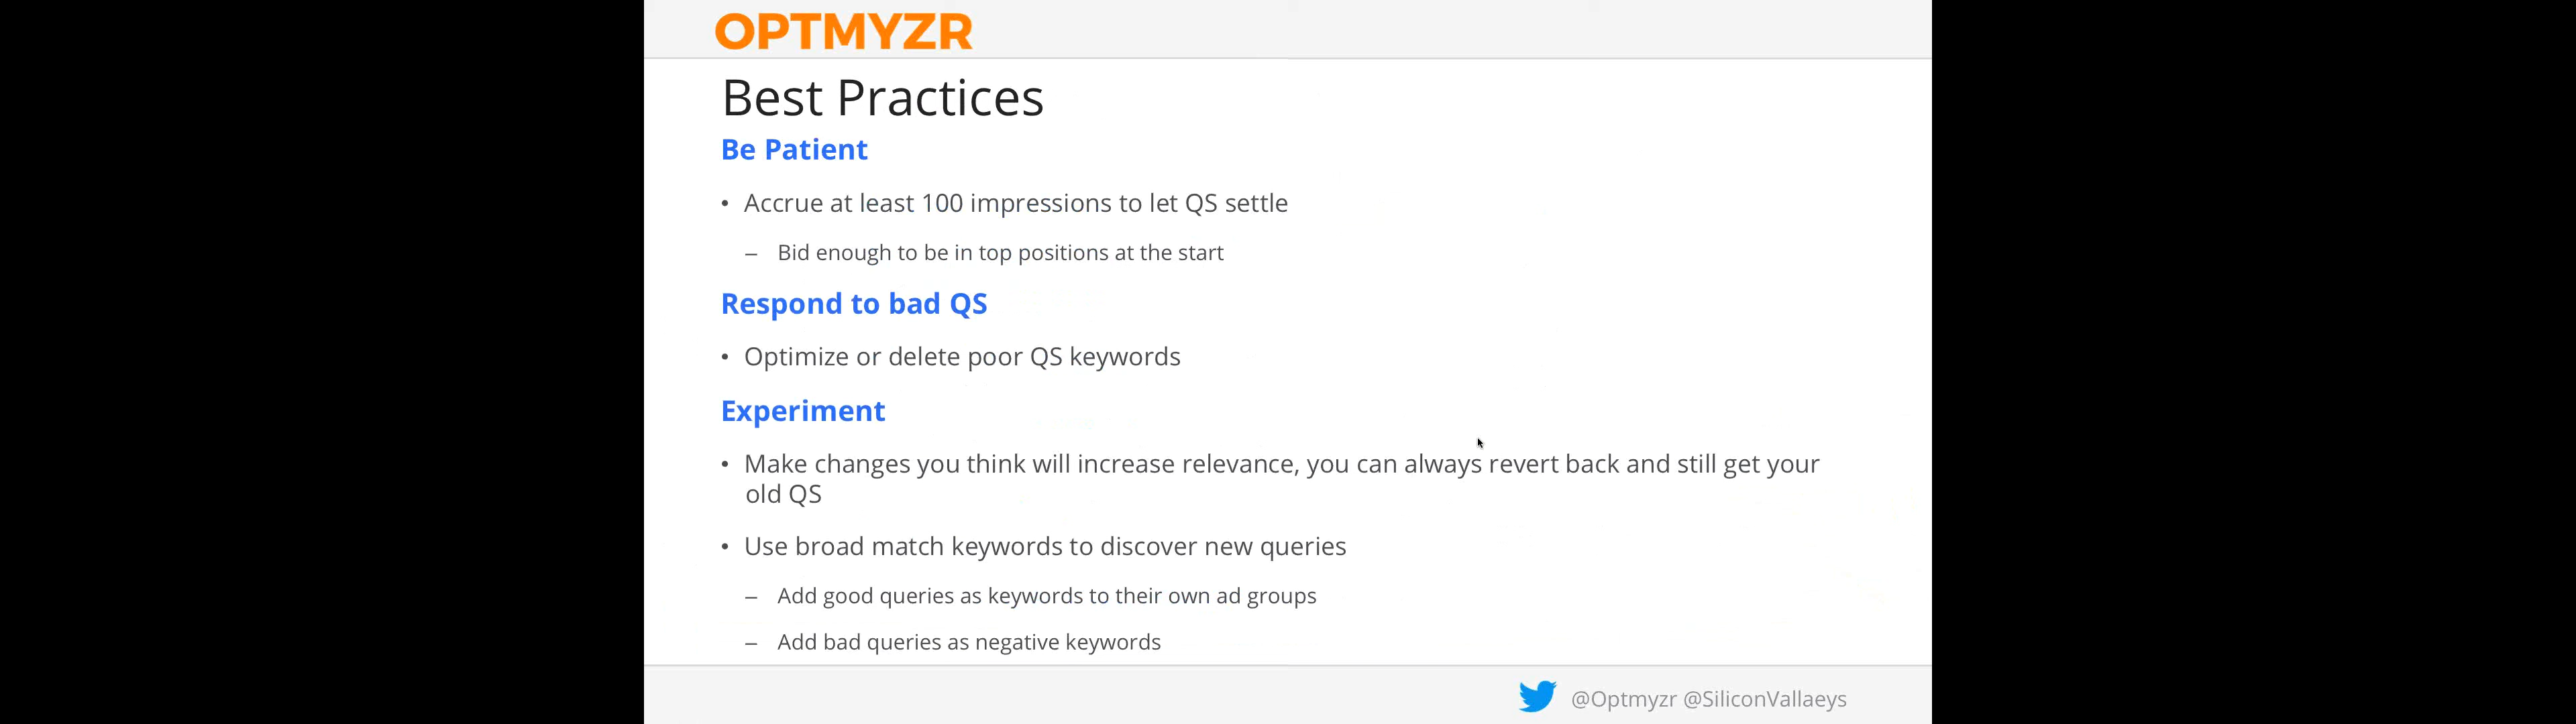 OPTMYZR
Best Practices
Be Patient
• Accrue at least 100 impressions to let QS settle
– Bid enough to be in top positions at the start
Respond to bad QS
• Optimize or delete poor QS keywords
Experiment
• Make changes you think will increase relevance, you can always revert back and still get your
old QS
• Use broad match keywords to discover new queries
– Add good queries as keywords to their own ad groups
– Add bad queries as negative keywords
@Optmyzr @SiliconVallaeys